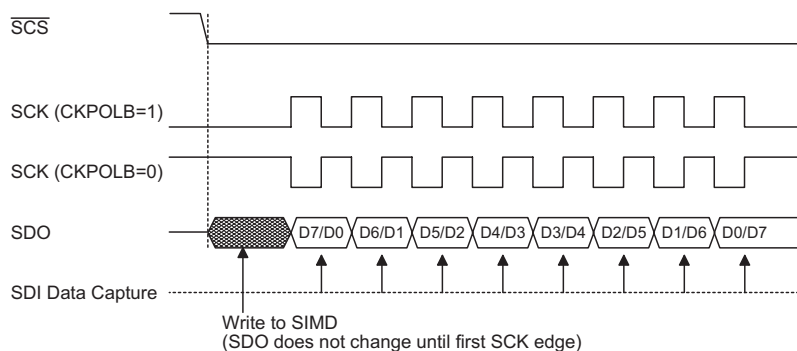 SCS
SCK (CKPOLB=1)
SCK (CKPOLB=0)
SDO
D7/D0 D6/D1 D5/D2 D4/D3 D3/D4 D2/D5 D1/D6 D0/D7
SDI Data Capture
Write to SIMD
(SDO does not change until first SCK edge)